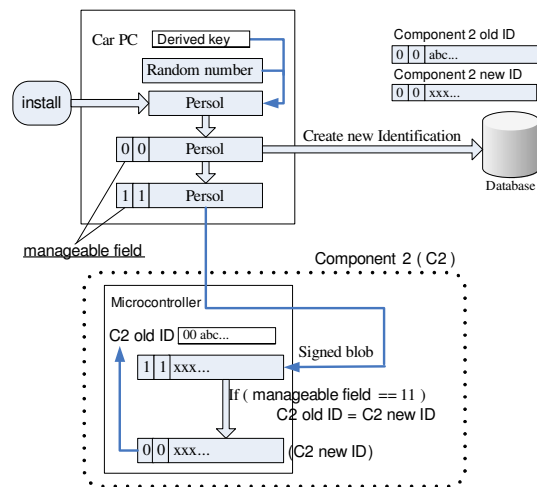 Car PC
Derived key
Random number
install
Persol
0 0 Persol
1 1 Persol
manageable field
Create new Identification
Component 2 old ID
0 0 abc...
Component 2 new ID
0 0 xxx...
Database
Component 2 ( C2 )
Microcontroller
C2 old ID
00 abc...
Signed blob
1 1 xxx...
If ( manageable field == 11 )
C2 old ID = C2 new ID
0 0 xxx...
(C2 new ID)